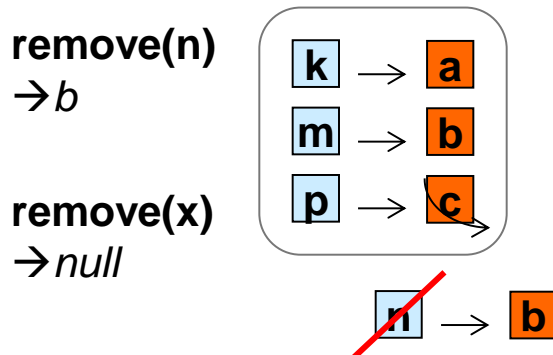 remove(n)
→b
remove(x)
→null
k → a
m → b
p → c
n → b